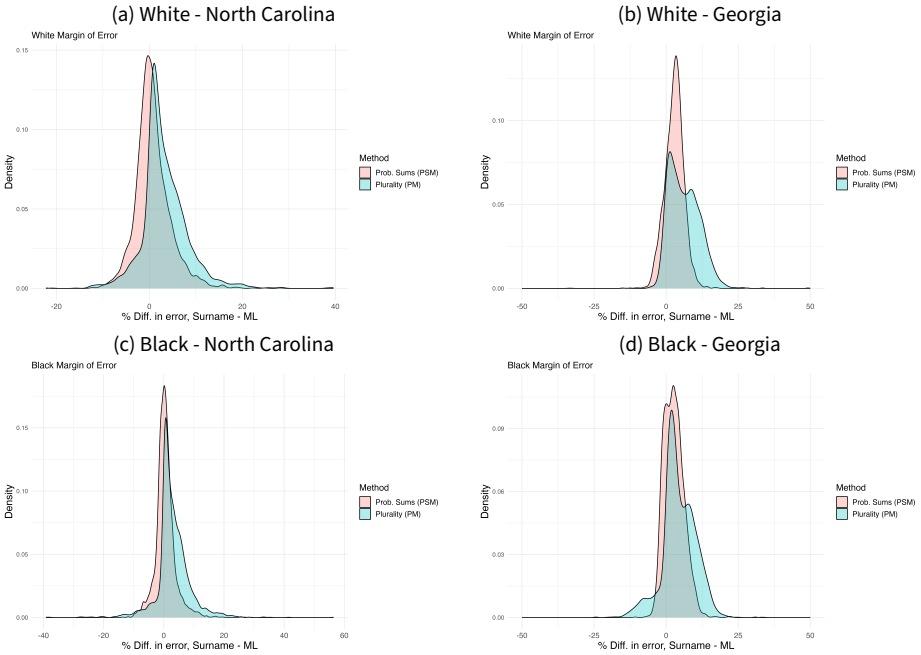 (a) White - North Carolina
White Margin of Error
0.15
0.10
0.05
0.00
Density
-20
0
20
40
% Diff. in error, Surname - ML
Method
Prob. Sums (PSM)
Plurality (PM)
(b) White - Georgia
White Margin of Error
0.10
0.05
0.00
Density
-50
-25
0
25
50
% Diff. in error, Surname - ML
Method
Prob. Sums (PSM)
Plurality (PM)
(c) Black - North Carolina
Black Margin of Error
0.15
0.10
0.05
0.00
Density
-40
-20
0
20
40
60
% Diff. in error, Surname - ML
Method
Prob. Sums (PSM)
Plurality (PM)
(d) Black - Georgia
Black Margin of Error
0.09
0.06
0.03
0.00
Density
-50
-25
0
25
50
% Diff. in error, Surname - ML
Method
Prob. Sums (PSM)
Plurality (PM)